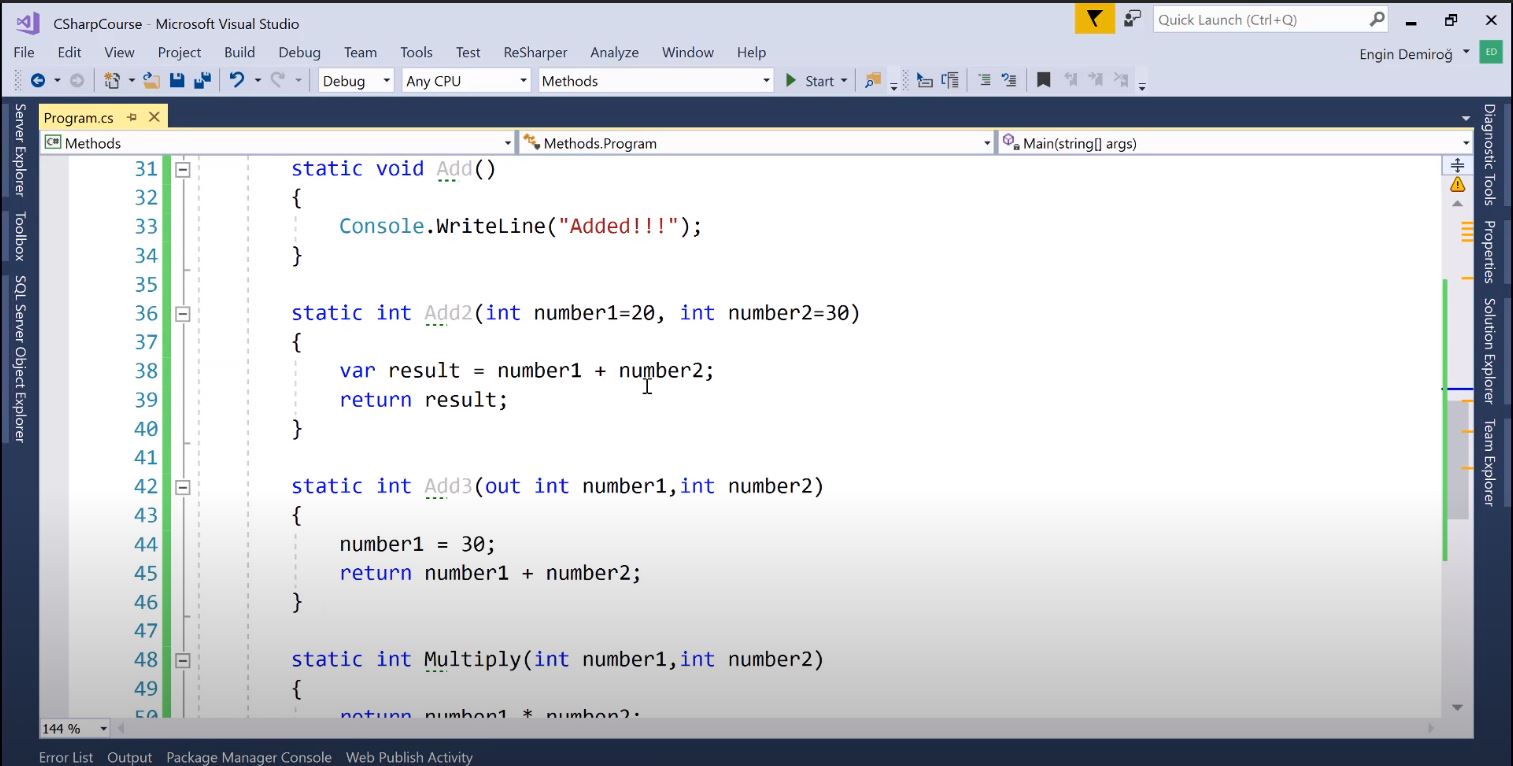 CSharpCourse - Microsoft Visual Studio
Quick Launch (Ctrl+Q)
File Edit View Project Build Debug Team Tools Test ReSharper Analyze Window Help
Engin Demiroğ
ED
Debug Any CPU Methods Start
Program.cs
C# Methods Methods.Program Main(string[] args)
Server Explorer
Toolbox
SQL Server Object Explorer
31 static void Add()
32 {
33 Console.WriteLine("Added!!!");
34 }
35
36 static int Add2(int number1=20, int number2=30)
37 {
38 var result = number1 + number2;
39 return result;
40 }
41
42 static int Add3(out int number1,int number2)
43 {
44 number1 = 30;
45 return number1 + number2;
46 }
47
48 static int Multiply(int number1,int number2)
49 {
50 return number1 * number2;
Diagnostic Tools
Properties
Solution Explorer
Team Explorer
144 %
Error List Output Package Manager Console Web Publish Activity